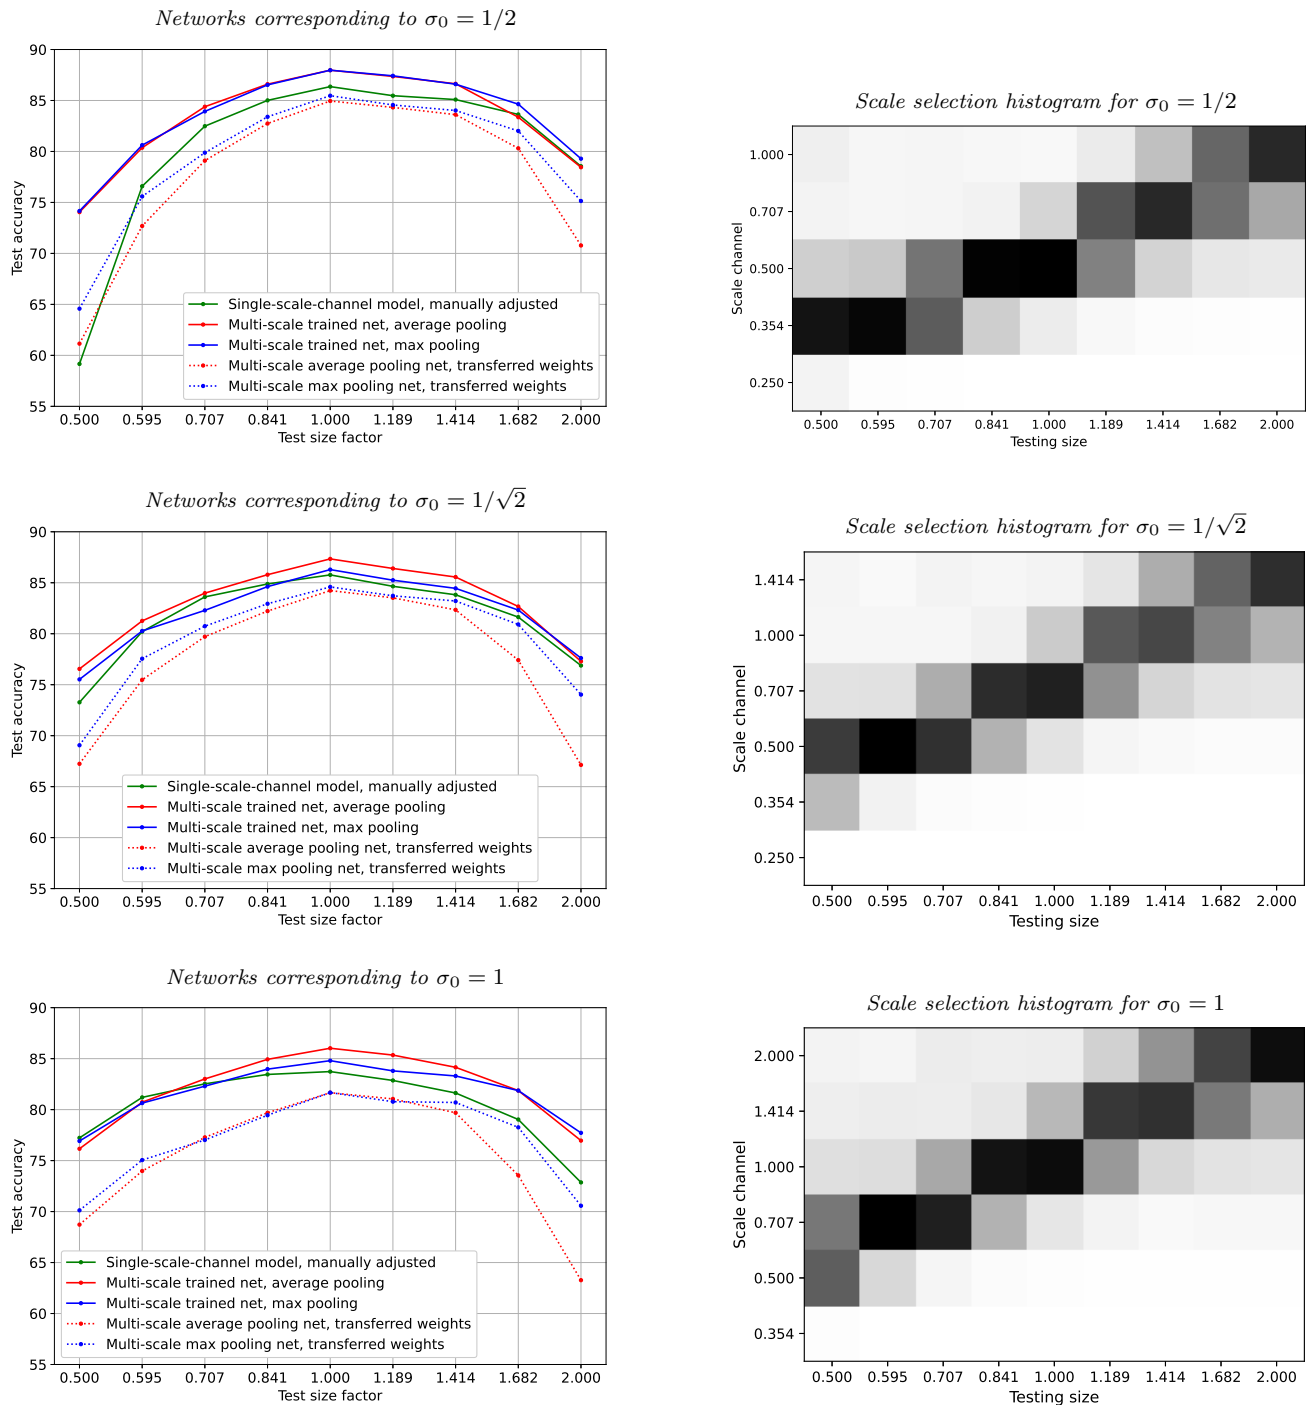 Networks corresponding to σ₀ = 1/2
90
85
80
75
70
65
60
55
Test accuracy
Single-scale-channel model, manually adjusted
Multi-scale trained net, average pooling
Multi-scale trained net, max pooling
Multi-scale average pooling net, transferred weights
Multi-scale max pooling net, transferred weights
0.500 0.595 0.707 0.841 1.000 1.189 1.414 1.682 2.000
Test size factor
Scale selection histogram for σ₀ = 1/2
1.000
0.707
0.500
0.354
0.250
Scale channel
0.500 0.595 0.707 0.841 1.000 1.189 1.414 1.682 2.000
Testing size
Networks corresponding to σ₀ = 1/√2
90
85
80
75
70
65
60
55
Test accuracy
Single-scale-channel model, manually adjusted
Multi-scale trained net, average pooling
Multi-scale trained net, max pooling
Multi-scale average pooling net, transferred weights
Multi-scale max pooling net, transferred weights
0.500 0.595 0.707 0.841 1.000 1.189 1.414 1.682 2.000
Test size factor
Scale selection histogram for σ₀ = 1/√2
1.414
1.000
0.707
0.500
0.354
0.250
Scale channel
0.500 0.595 0.707 0.841 1.000 1.189 1.414 1.682 2.000
Testing size
Networks corresponding to σ₀ = 1
90
85
80
75
70
65
60
55
Test accuracy
Single-scale-channel model, manually adjusted
Multi-scale trained net, average pooling
Multi-scale trained net, max pooling
Multi-scale average pooling net, transferred weights
Multi-scale max pooling net, transferred weights
0.500 0.595 0.707 0.841 1.000 1.189 1.414 1.682 2.000
Test size factor
Scale selection histogram for σ₀ = 1
2.000
1.414
1.000
0.707
0.500
0.354
Scale channel
0.500 0.595 0.707 0.841 1.000 1.189 1.414 1.682 2.000
Testing size